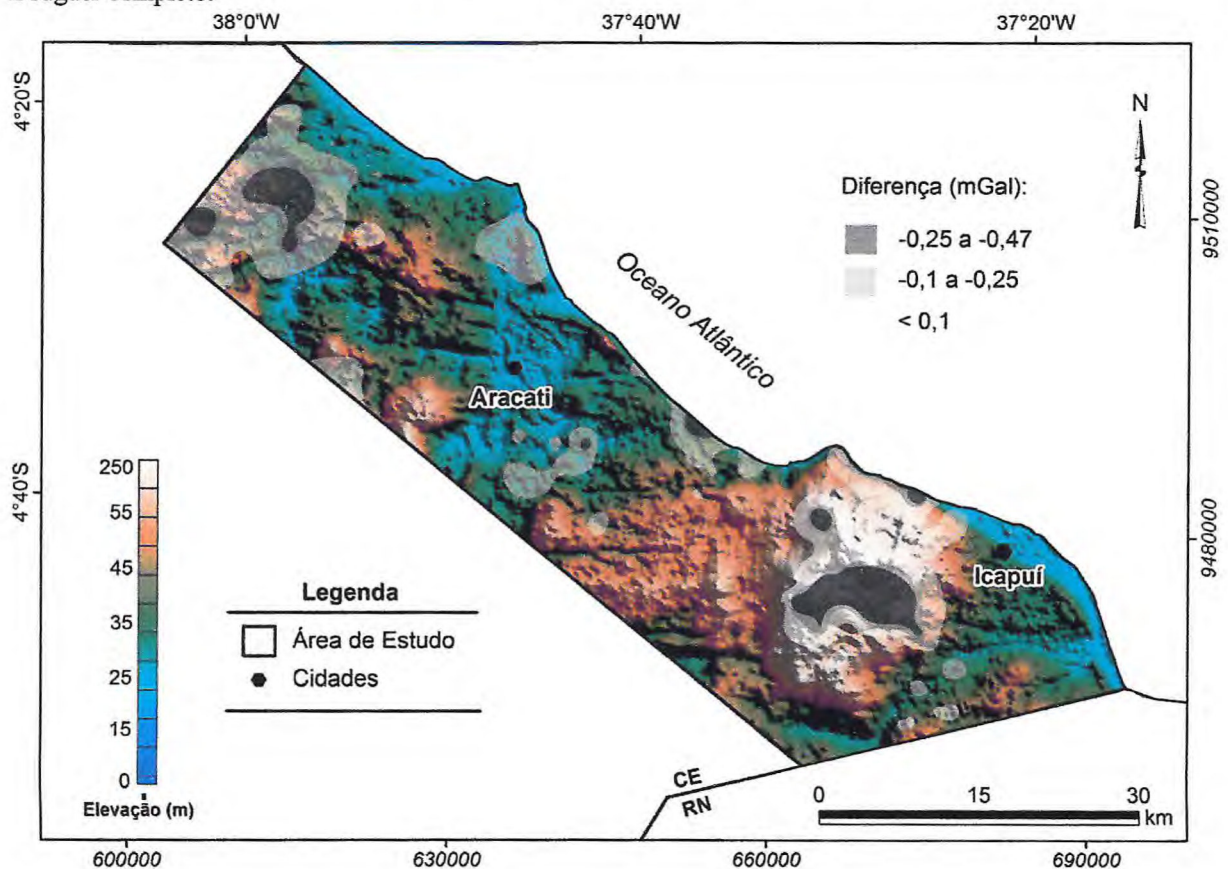 38°0'W 37°40'W 37°20'W
4°20'S
N
Diferença (mGal):
-0,25 a -0,47
-0,1 a -0,25
< 0,1
9510000
Oceano Atlântico
Aracati
4°40'S
250
55
45
35
25
15
0
Elevação (m)
Legenda
Área de Estudo
Cidades
Icapuí
9480000
CE
RN
0 15 30
km
600000 630000 660000 690000